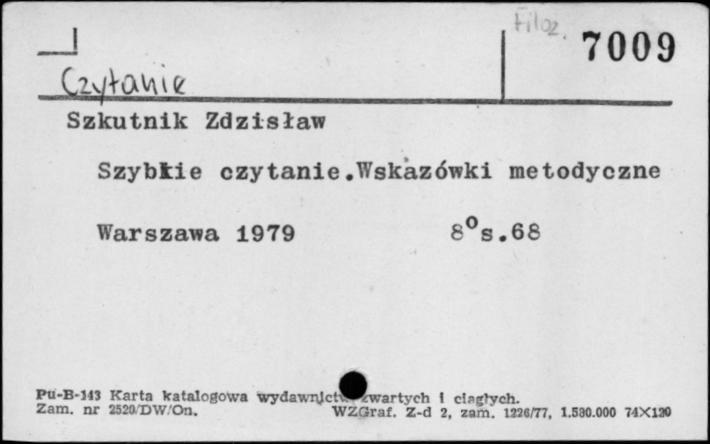 Filoz. 7009
Czytanie
Szkutnik Zdzisław
Szybkie czytanie.Wskazówki metodyczne
Warszawa 1979 8°s.68
Pu-B-143 Karta katalogowa wydawnictw zwartych i ciągłych.
Zam. nr 2520/DW/On. WZGraf. Z-d 2, zam. 1226/77, 1.530.000 74X120